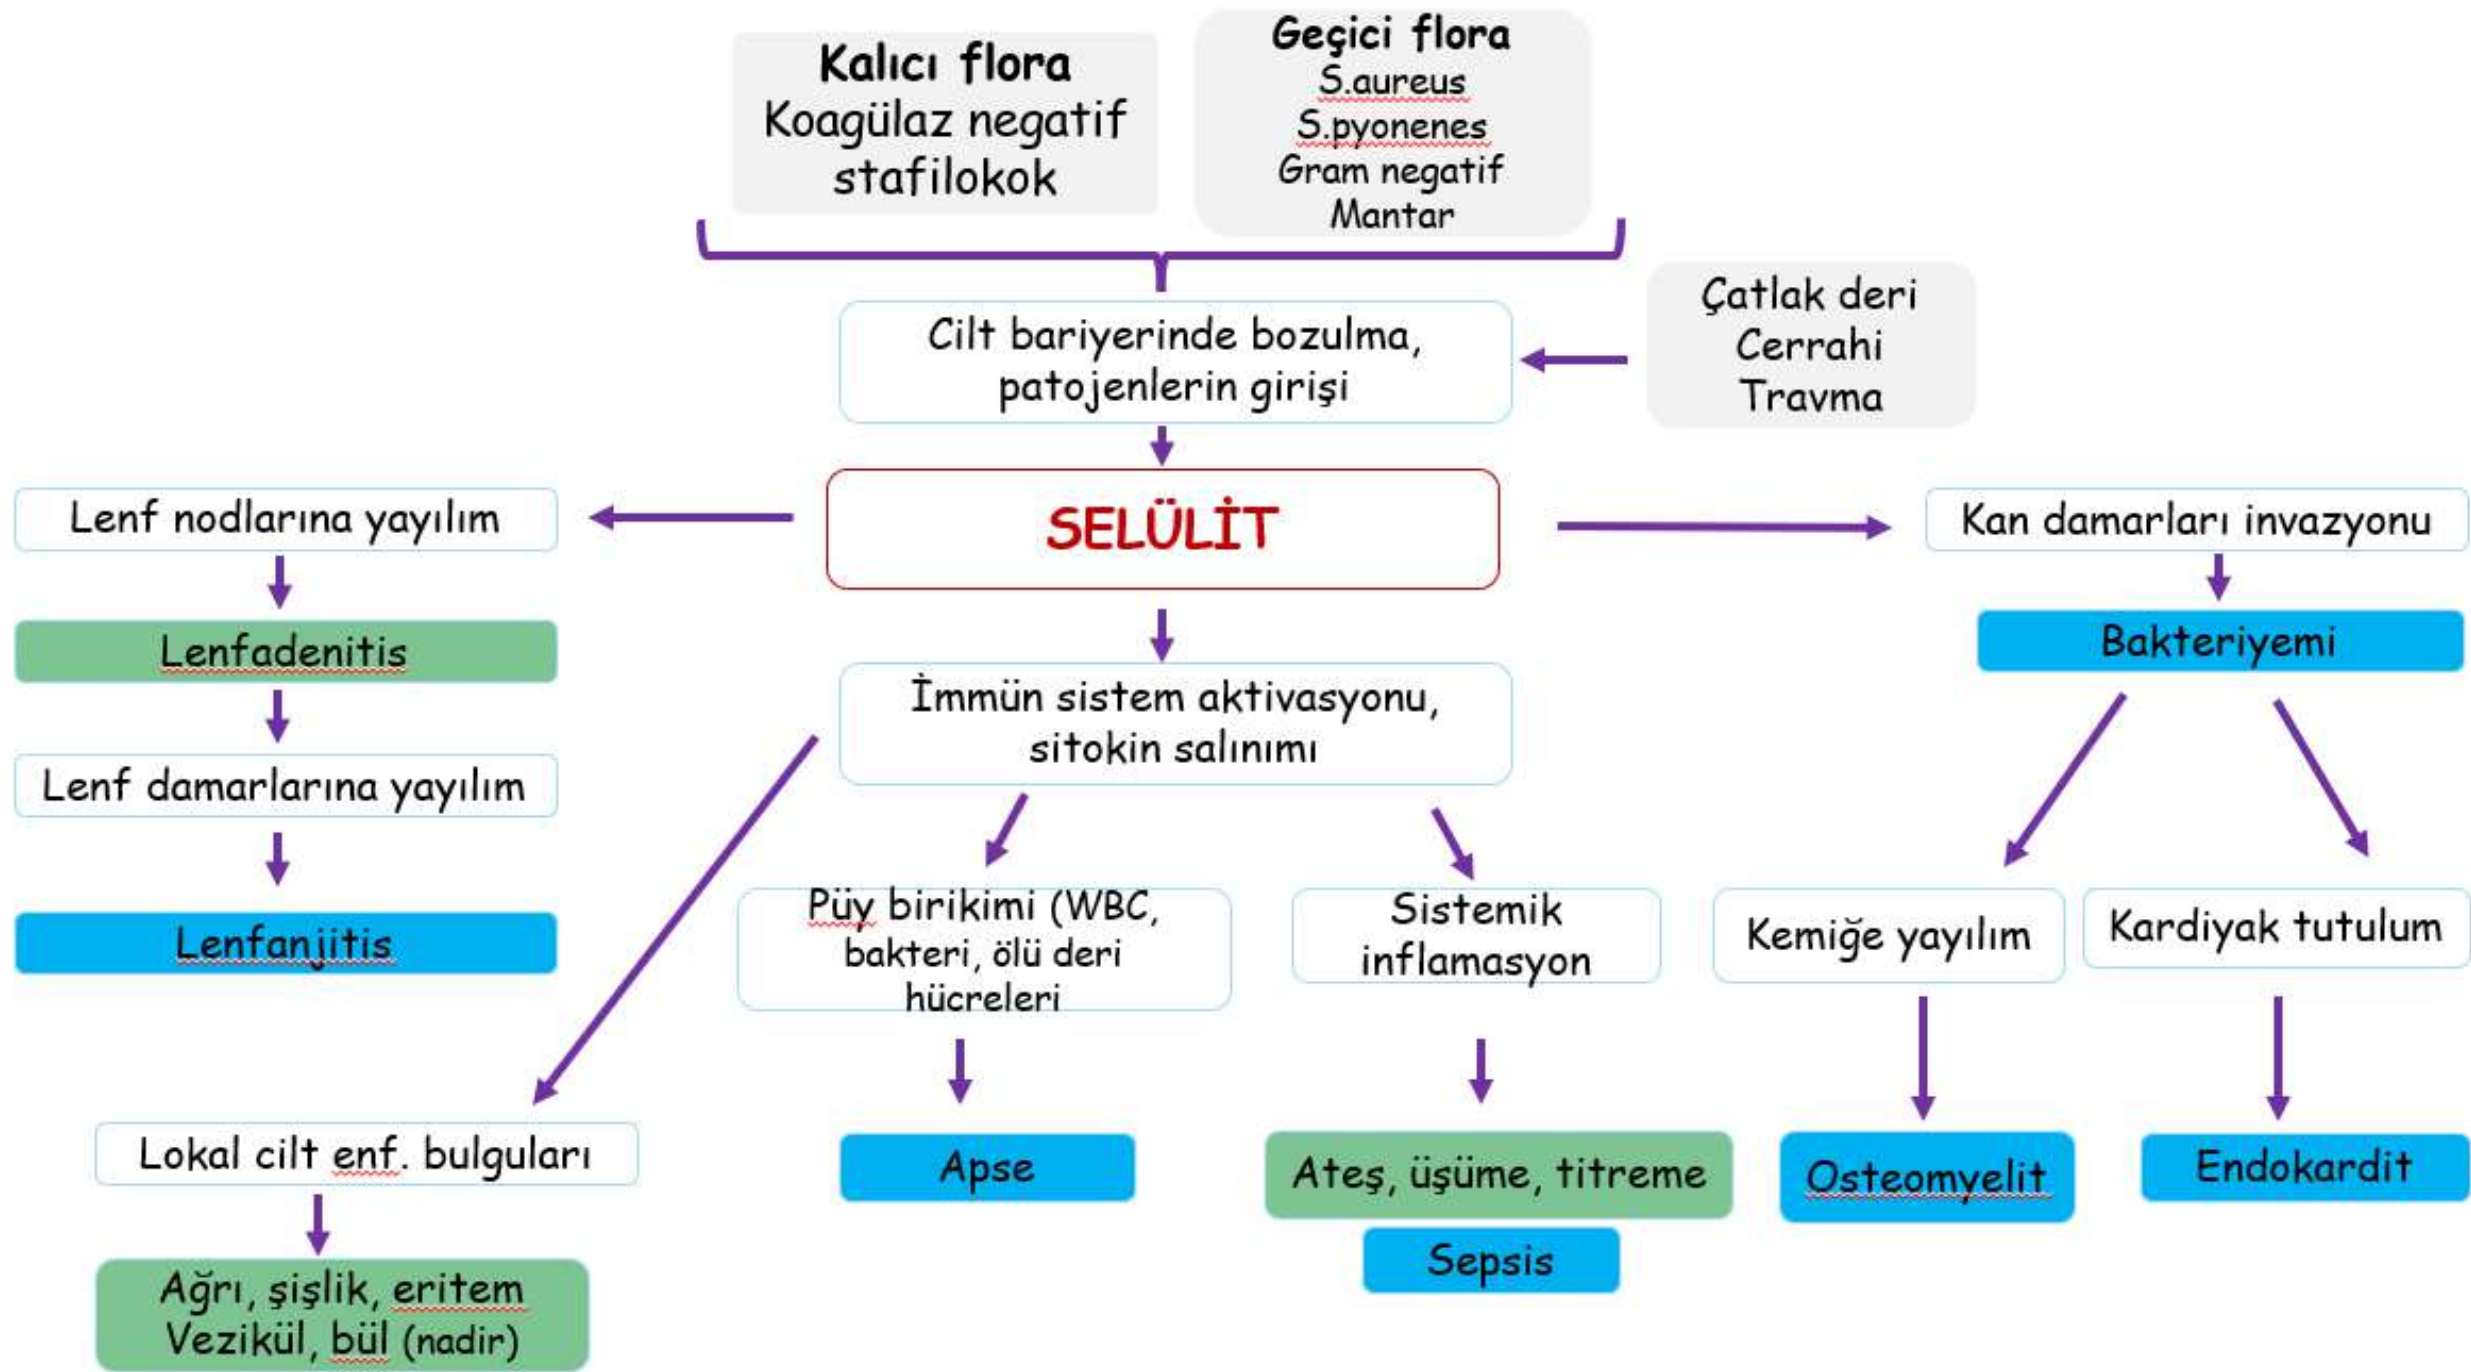 Kalıcı flora
Koagülaz negatif
stafilokok
Geçici flora
S.aureus
S.pyonenes
Gram negatif
Mantar
Cilt bariyerinde bozulma,
patojenlerin girişi
Çatlak deri
Cerrahi
Travma
SELÜLİT
Lenf nodlarına yayılım
Lenfadenitis
Lenf damarlarına yayılım
Lenfanjitis
Kan damarları invazyonu
Bakteriyemi
İmmün sistem aktivasyonu,
sitokin salınımı
Püy birikimi (WBC,
bakteri, ölü deri
hücreleri
Sistemik
inflamasyon
Kemiğe yayılım
Kardiyak tutulum
Lokal cilt enf. bulguları
Ağrı, şişlik, eritem
Vezikül, bül (nadir)
Apse
Ateş, üşüme, titreme
Sepsis
Osteomyelit
Endokardit